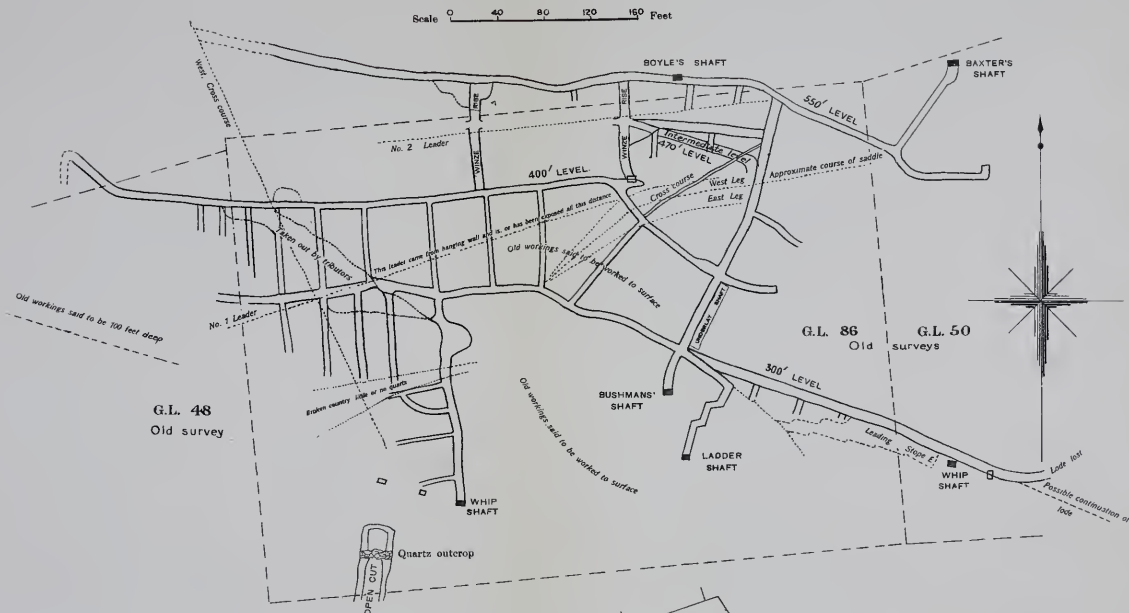 Scale 0 40 80 120 160 Feet
BOYLE'S SHAFT
BAXTER'S
SHAFT
West. Cross course
550' LEVEL
RISE
RISE
No. 2 Leader
WINZE
WINZE
Intermediate level
470' LEVEL
400' LEVEL
Cross course
West Leg
East Leg
Approximate course of saddle
This leader came from hanging wall and is, or has been exposed all this distance
Taken out by tributors
Old workings said to be worked to surface
No. 1 Leader
Old workings said to be 100 feet deep
UNDERLAY SHAFT
G.L. 86
G.L. 50
Old surveys
300' LEVEL
Broken country little or no quartz
G.L. 48
Old survey
BUSHMANS'
SHAFT
Old workings said to be worked to surface
LADDER
SHAFT
Leading Stope
WHIP
SHAFT
Lode lost
Possible continuation of
lode
WHIP
SHAFT
Quartz outcrop
OPEN CUT